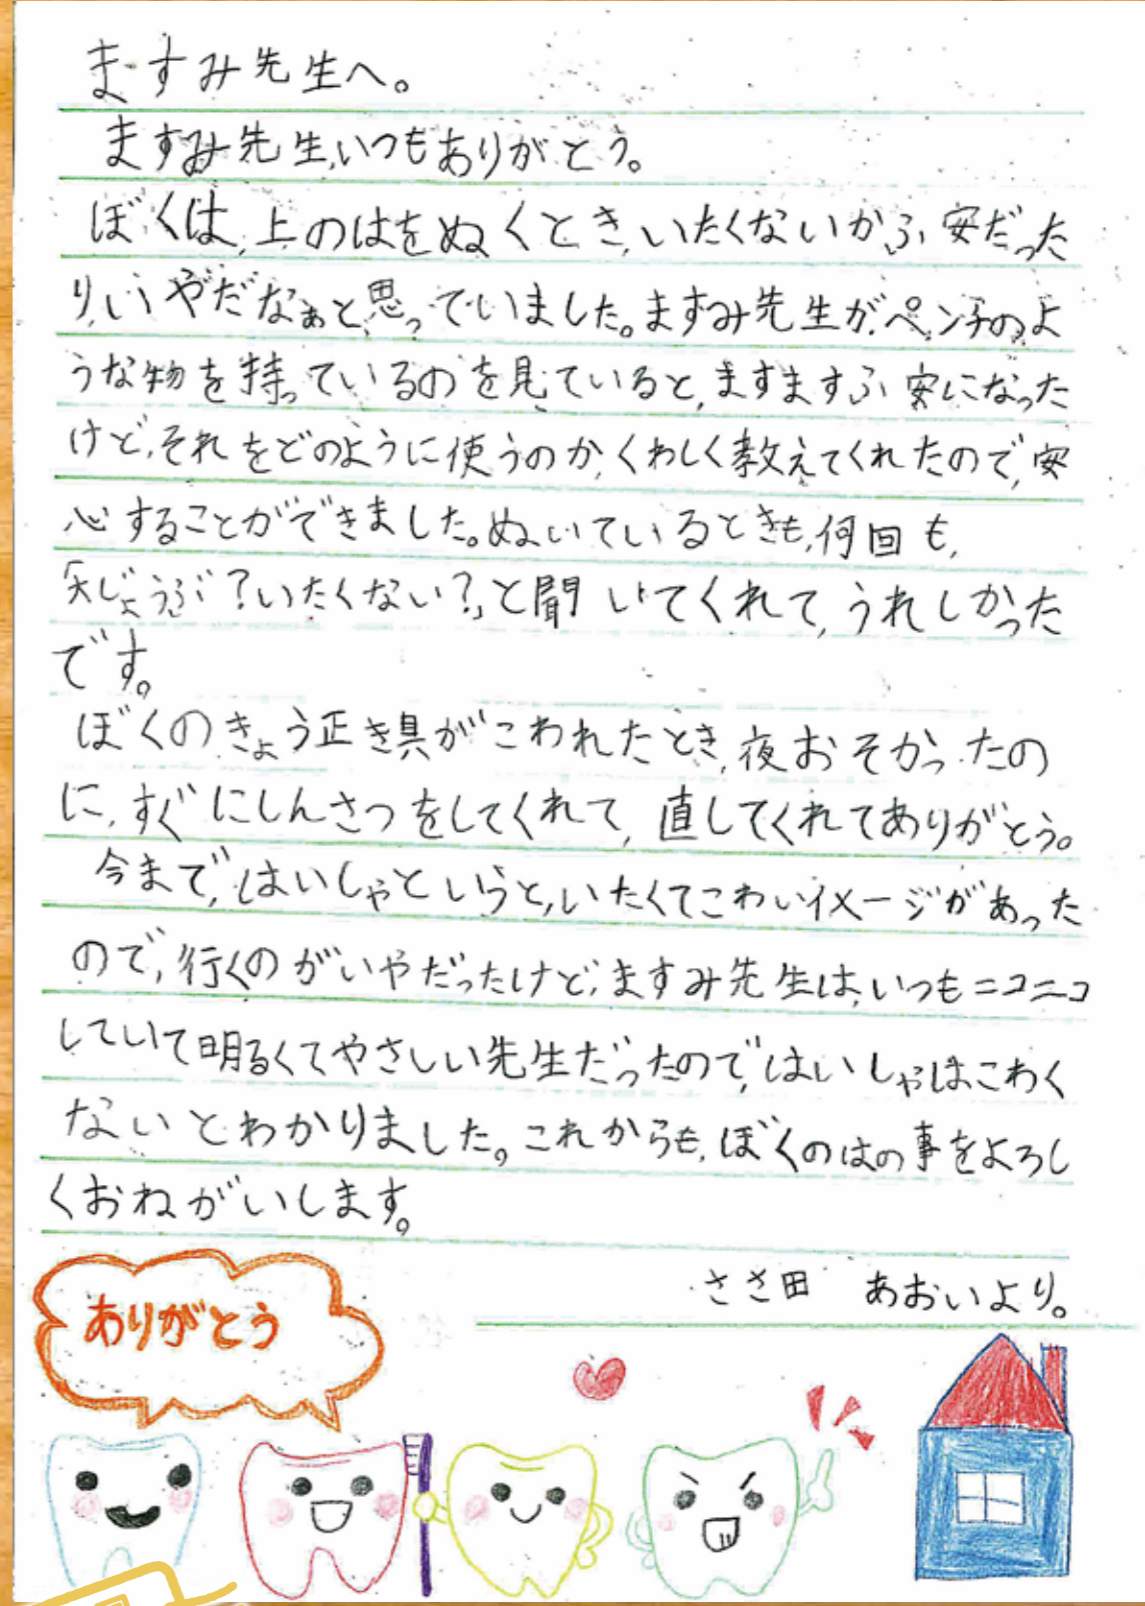 ますみ先生へ。
ますみ先生、いつもありがとう。
ぼくは、上のはをぬくとき、いたくないかふ安だった
り、いやだなぁと思っていました。ますみ先生が、ペンチのよ
うな物を持っているのを見ていると、ますますふ安になった
けど、それをどのように使うのか、くわしく教えてくれたので、安
心することができました。ぬいているときも、何回も、
「大じょうぶ？いたくない？」と聞いてくれて、うれしかった
です。
ぼくのきょう正き具がこわれたとき、夜おそかったの
に、すぐにしんさつをしてくれて、直してくれてありがとう。
今まで、はいしゃというと、いたくてこわいイメージがあった
ので、行くのがいやだったけど、ますみ先生は、いつもニコニコ
していて明るくてやさしい先生だったので、はいしゃはこわく
ないとわかりました。これからも、ぼくのはの事をよろし
くおねがいします。
ささ田 あおいより。
ありがとう